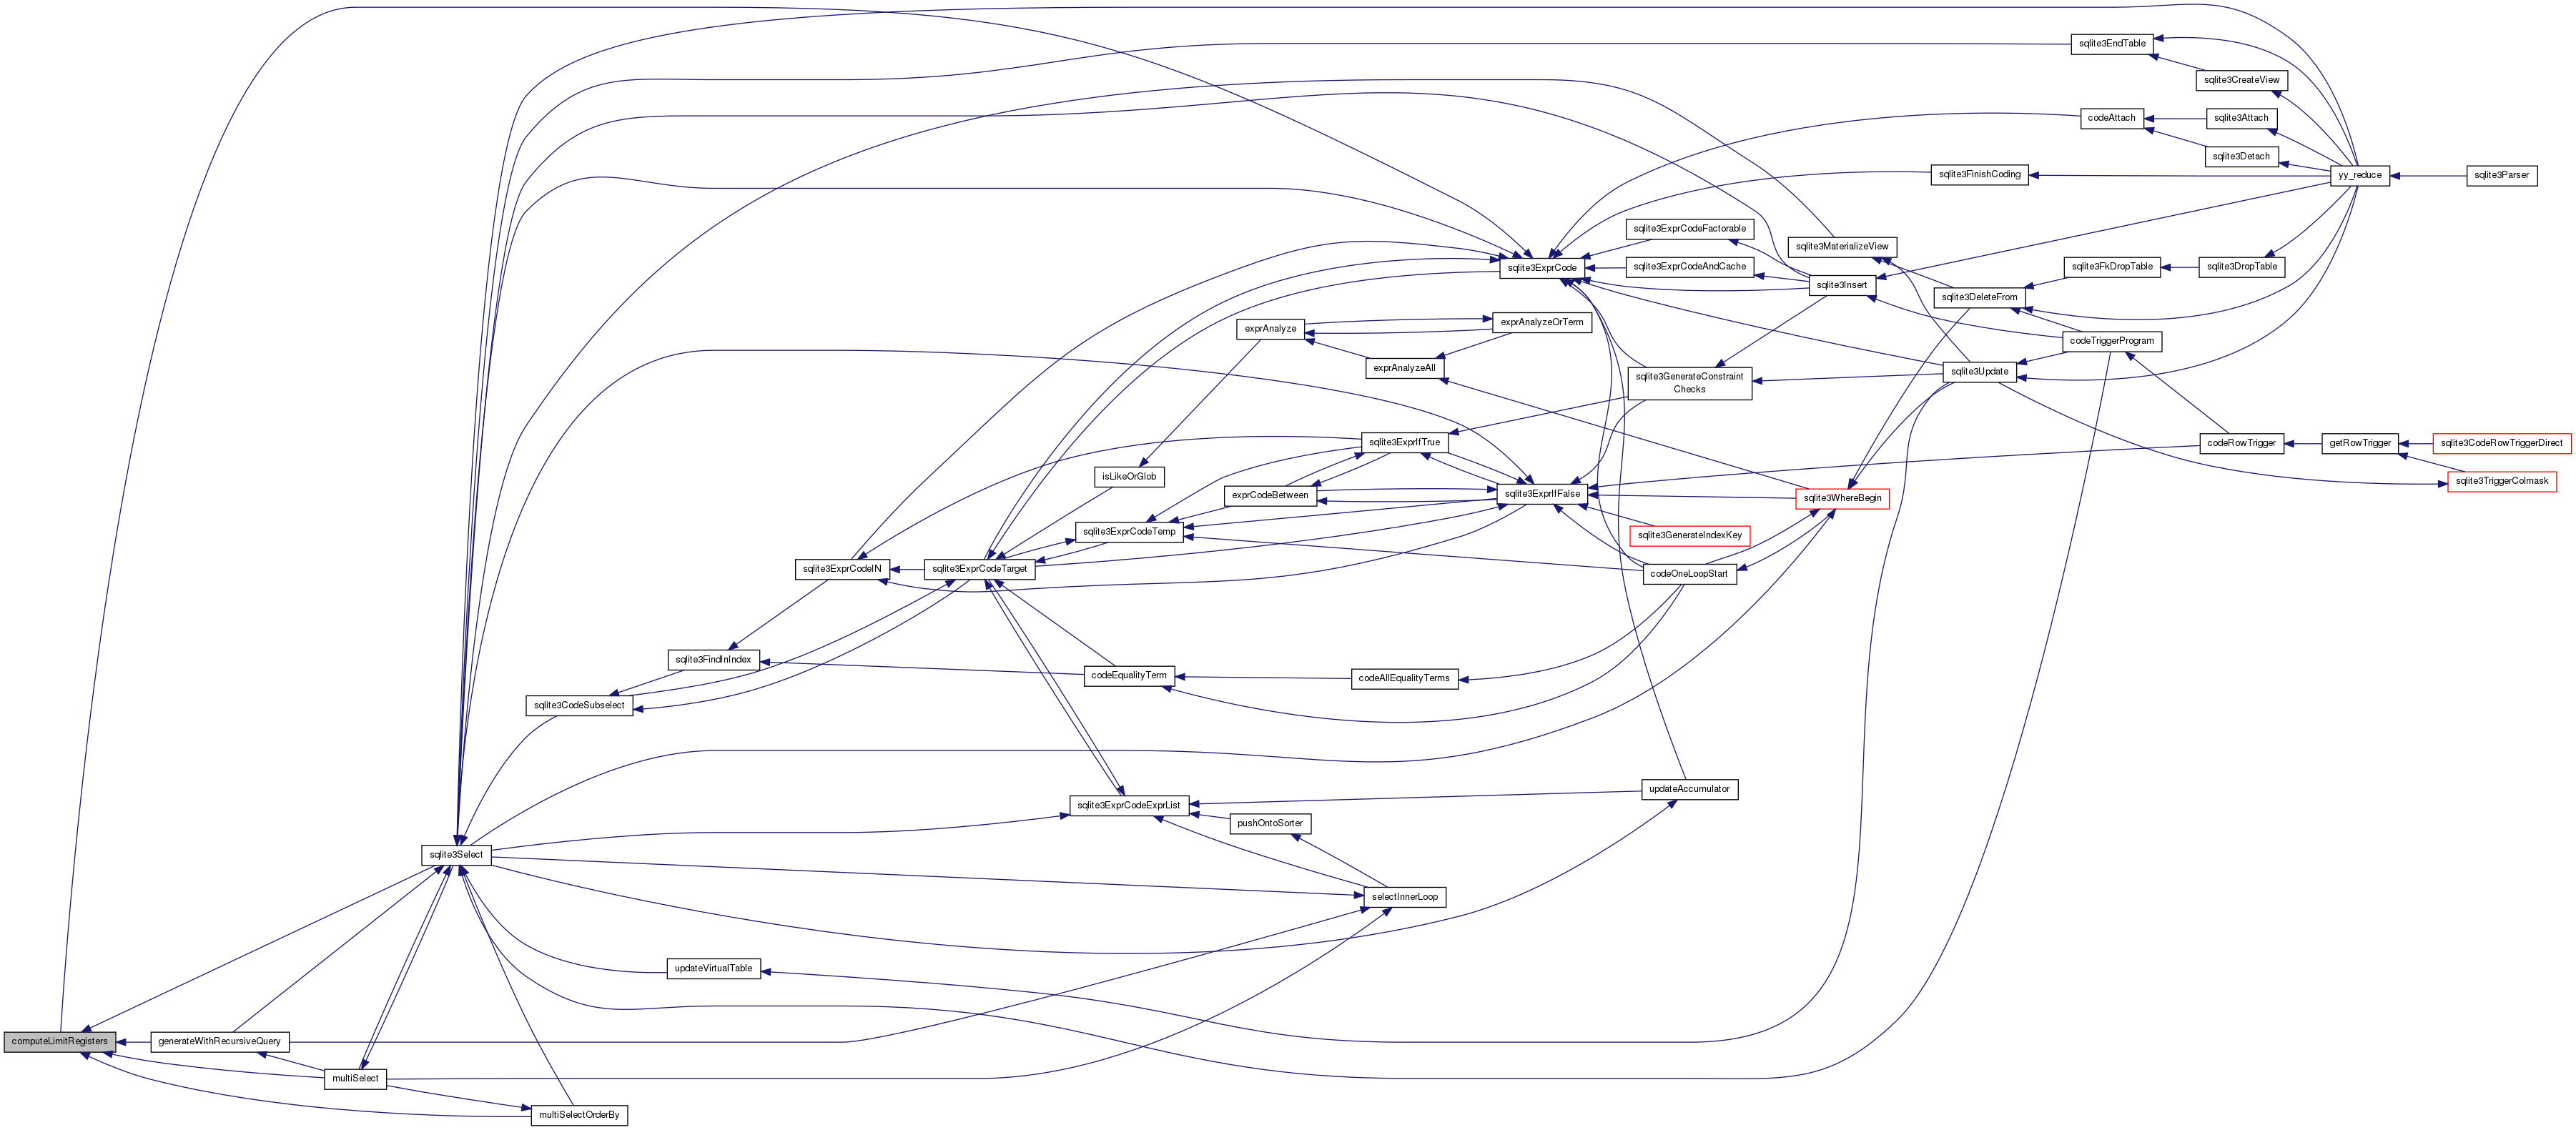 sqlite3EndTable
sqlite3CreateView
codeAttach
sqlite3Attach
sqlite3Detach
sqlite3FinishCoding
yy_reduce
sqlite3Parser
sqlite3ExprCodeFactorable
sqlite3MaterializeView
sqlite3ExprCode
sqlite3ExprCodeAndCache
sqlite3FkDropTable
sqlite3DropTable
sqlite3Insert
sqlite3DeleteFrom
exprAnalyze
exprAnalyzeOrTerm
codeTriggerProgram
exprAnalyzeAll
sqlite3GenerateConstraint
Checks
sqlite3Update
sqlite3ExprIfTrue
codeRowTrigger
getRowTrigger
sqlite3CodeRowTriggerDirect
isLikeOrGlob
sqlite3TriggerColmask
exprCodeBetween
sqlite3ExprIfFalse
sqlite3WhereBegin
sqlite3ExprCodeTemp
sqlite3GenerateIndexKey
sqlite3ExprCodeIN
sqlite3ExprCodeTarget
codeOneLoopStart
sqlite3FindInIndex
codeEqualityTerm
codeAllEqualityTerms
sqlite3CodeSubselect
updateAccumulator
sqlite3ExprCodeExprList
pushOntoSorter
sqlite3Select
selectInnerLoop
updateVirtualTable
computeLimitRegisters
generateWithRecursiveQuery
multiSelect
multiSelectOrderBy